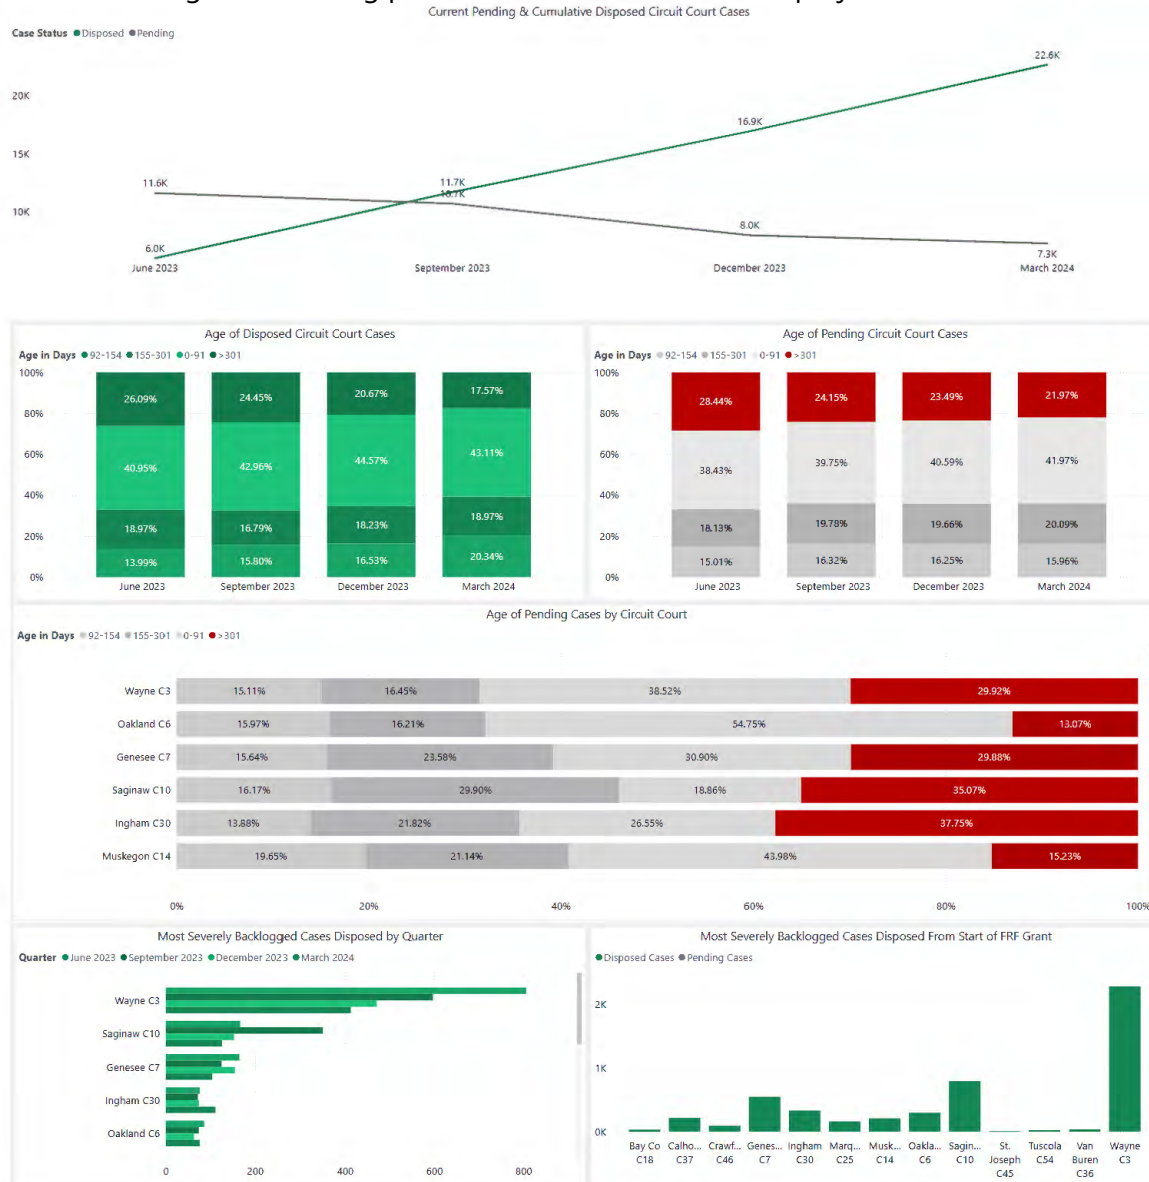 Current Pending & Cumulative Disposed Circuit Court Cases
Case Status Disposed Pending
22.6K
20K
16.9K
15K
11.6K
11.7K
10.7K
10K
8.0K
6.0K
7.3K
June 2023 September 2023 December 2023 March 2024
Age of Disposed Circuit Court Cases
Age in Days 92-154 155-301 0-91 >301
100%
80%
60%
40%
20%
0%
26.09% 24.45% 20.67% 17.57%
40.95% 42.96% 44.57% 43.11%
18.97% 16.79% 18.23% 18.97%
13.99% 15.80% 16.53% 20.34%
June 2023 September 2023 December 2023 March 2024
Age of Pending Circuit Court Cases
Age in Days 92-154 155-301 0-91 >301
100%
80%
60%
40%
20%
0%
28.44% 24.15% 23.49% 21.97%
38.43% 39.75% 40.59% 41.97%
18.13% 19.78% 19.66% 20.09%
15.01% 16.32% 16.25% 15.96%
June 2023 September 2023 December 2023 March 2024
Age of Pending Cases by Circuit Court
Age in Days 92-154 155-301 0-91 >301
Wayne C3 15.11% 16.45% 38.52% 29.92%
Oakland C6 15.97% 16.21% 54.75% 13.07%
Genesee C7 15.64% 23.58% 30.90% 29.88%
Saginaw C10 16.17% 29.90% 18.86% 35.07%
Ingham C30 13.88% 21.82% 26.55% 37.75%
Muskegon C14 19.65% 21.14% 43.98% 15.23%
0% 20% 40% 60% 80% 100%
Most Severely Backlogged Cases Disposed by Quarter
Quarter June 2023 September 2023 December 2023 March 2024
Wayne C3
Saginaw C10
Genesee C7
Ingham C30
Oakland C6
0 200 400 600 800
Most Severely Backlogged Cases Disposed From Start of FRF Grant
Disposed Cases Pending Cases
2K
1K
0K
Bay Co Calho... Crawf... Genes... Ingham Marq... Musk... Oakla... Sagin... St. Tuscola Van Wayne
C18 C37 C46 C7 C30 C25 C14 C6 C10 Joseph C54 Buren C3
C45 C36